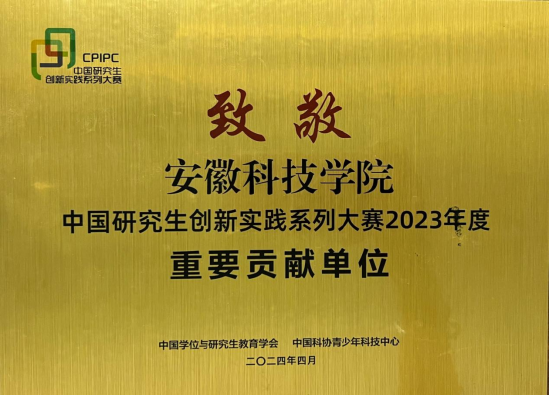 CPIPC
中国研究生
创新实践系列大赛
致 敬
安徽科技学院
中国研究生创新实践系列大赛2023年度
重要贡献单位
中国学位与研究生教育学会 中国科协青少年科技中心
二〇二四年四月